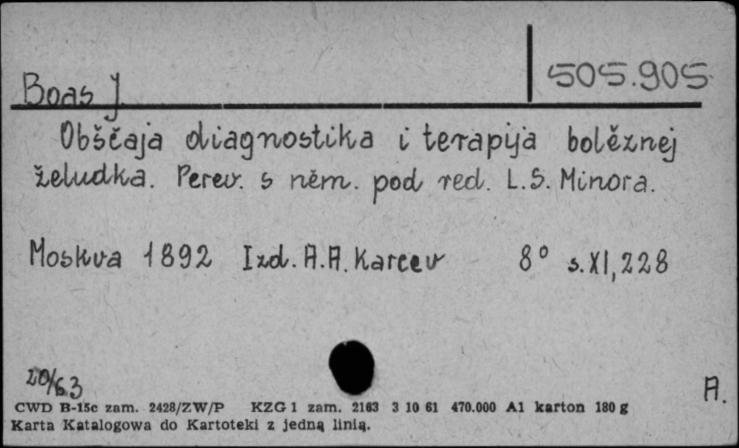 505.905
Boas J
Obščaja diagnostika i terapija bolěznej
želudka. Perev. s něm. pod red. L.S. Minora.
Moskva 1892 Izd. A.A. Karcev 8° s. XI, 228
20/63
A.
CWD B-15c zam. 2428/ZW/P KZG 1 zam. 2163 3 10 61 470.000 A1 karton 180 g
Karta Katalogowa do Kartoteki z jedną linią.